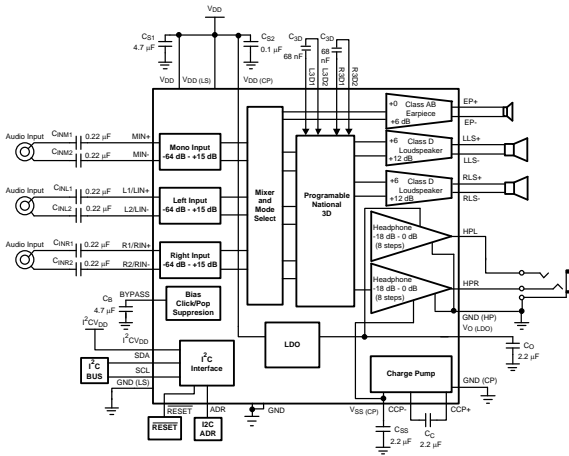 VDD
CS1
4.7 µF
CS2
0.1 µF
C3D
68 nF
C3D
68
nF
VDD
VDD (LS)
VDD (CP)
L3D1
L3D2
R3D1
R3D2
Audio Input
CINM1
0.22 µF
MIN+
CINM2
0.22 µF
MIN-
Mono Input
-64 dB - +15 dB
Audio Input
CINL1
0.22 µF
L1/LIN+
CINL2
0.22 µF
L2/LIN-
Left Input
-64 dB - +15 dB
Audio Input
CINR1
0.22 µF
R1/RIN+
CINR2
0.22 µF
R2/RIN-
Right Input
-64 dB - +15 dB
Mixer
and
Mode
Select
Programable
National
3D
+0
Class AB
Earpiece
+6 dB
EP+
EP-
+6
Class D
Loudspeaker
+12 dB
LLS+
LLS-
+6
Class D
Loudspeaker
+12 dB
RLS+
RLS-
Headphone
-18 dB - 0 dB
(8 steps)
HPL
Headphone
-18 dB - 0 dB
(8 steps)
HPR
GND (HP)
VO (LDO)
CO
2.2 µF
CB
4.7 µF
BYPASS
Bias
Click/Pop
Suppresion
I2CVDD
I2CVDD
I2C
BUS
SDA
SCL
GND (LS)
I2C
Interface
LDO
Charge Pump
GND (CP)
RESET
RESET
ADR
I2C
ADR
GND
VSS (CP)
CCP-
CCP+
CSS
2.2 µF
CC
2.2 µF